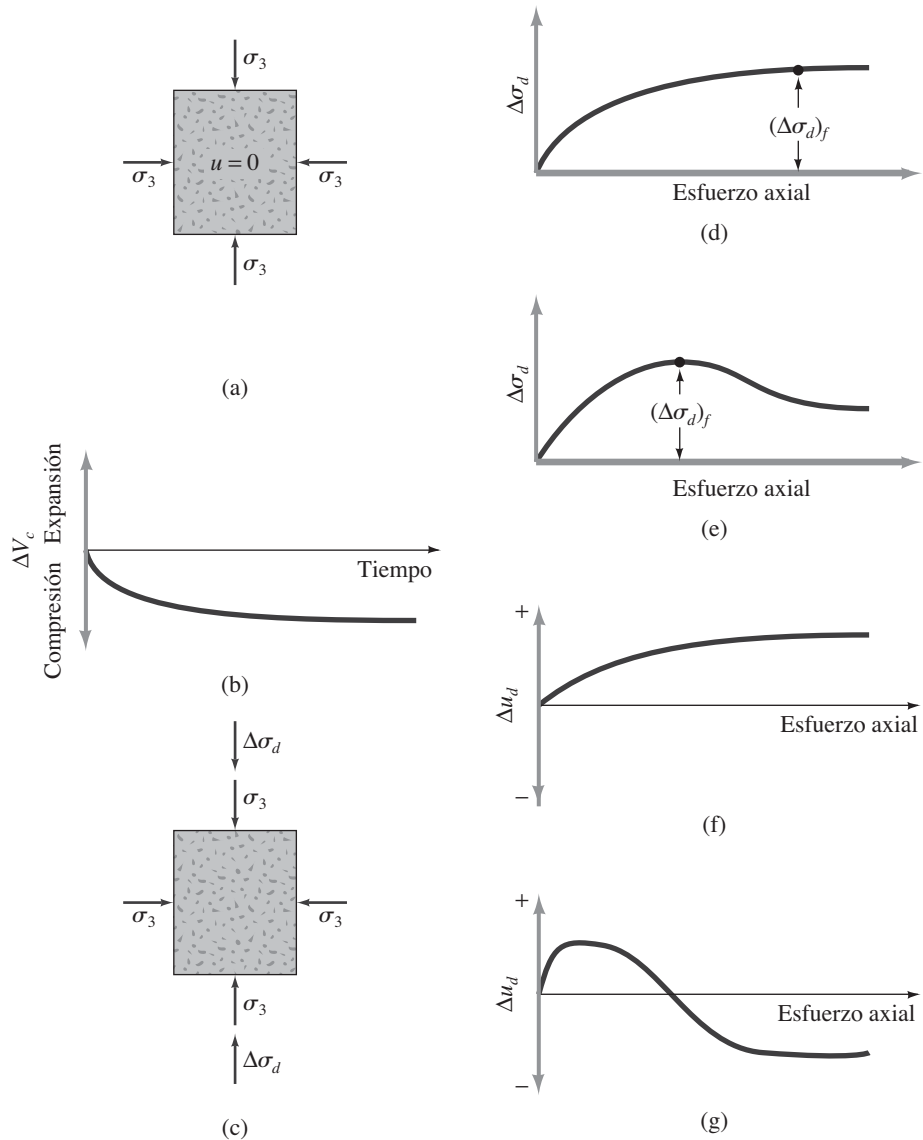 σ3
u = 0
σ3
σ3
σ3
(a)
ΔVc
Compresión Expansión
Tiempo
(b)
Δσd
σ3
σ3
σ3
σ3
Δσd
(c)
Δσd
(Δσd)f
Esfuerzo axial
(d)
Δσd
(Δσd)f
Esfuerzo axial
(e)
+
Δud
Esfuerzo axial
−
(f)
+
Δud
Esfuerzo axial
−
(g)